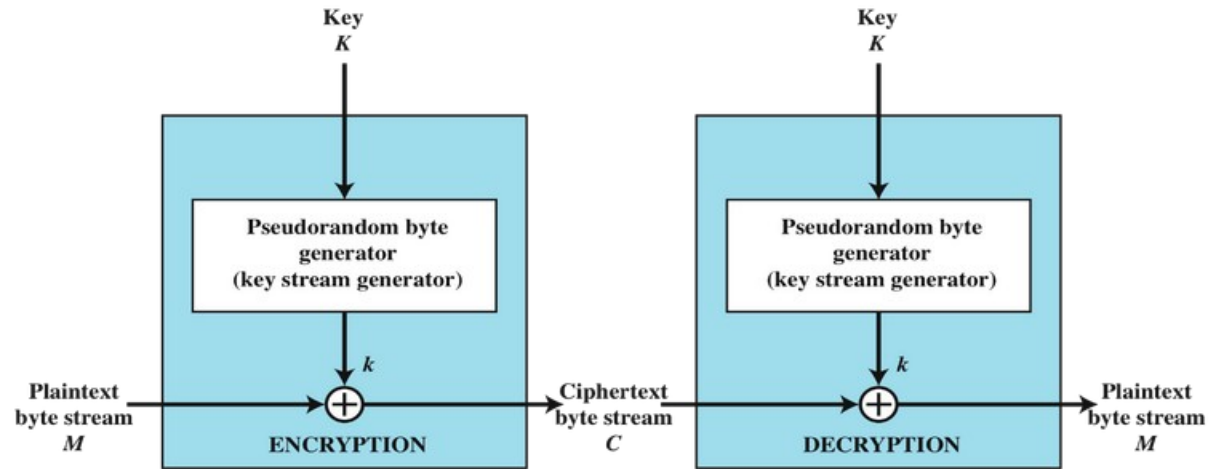 Key
K
Pseudorandom byte
generator
(key stream generator)
k
Plaintext
byte stream
M
ENCRYPTION
Ciphertext
byte stream
C
Key
K
Pseudorandom byte
generator
(key stream generator)
k
DECRYPTION
Plaintext
byte stream
M